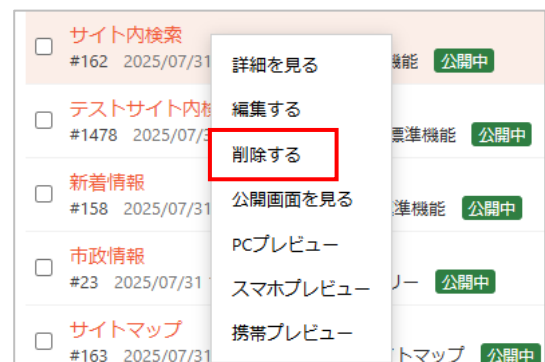 サイト内検索
#162 2025/07/31 機能 公開中
詳細を見る
テストサイト内検
編集する
#1478 2025/07/3 標準機能 公開中
削除する
新着情報
公開画面を見る
#158 2025/07/31 準機能 公開中
市政情報
PCプレビュー
#23 2025/07/31 リー 公開中
スマホプレビュー
サイトマップ
携帯プレビュー
#163 2025/07/31 トマップ 公開中